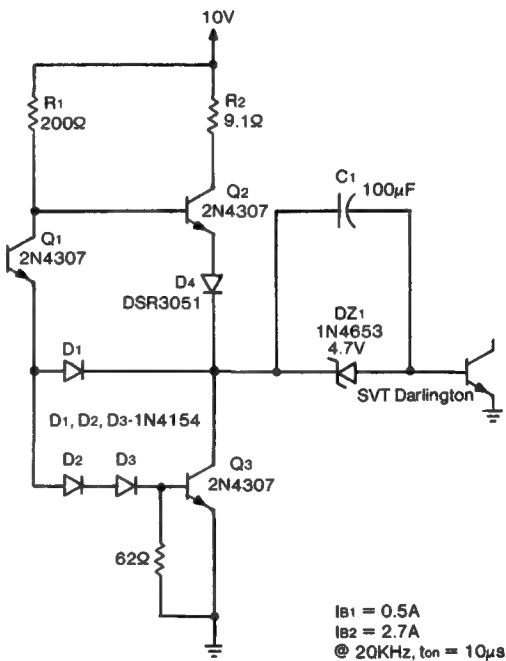 10V
R1
200Ω
R2
9.1Ω
C1
100μF
Q2
2N4307
Q1
2N4307
D4
DSR3051
DZ1
1N4653
4.7V
D1
SVT Darlington
D1, D2, D3-1N4154
D2
D3
Q3
2N4307
62Ω
IB1 = 0.5A
IB2 = 2.7A
@ 20KHz, ton = 10μs